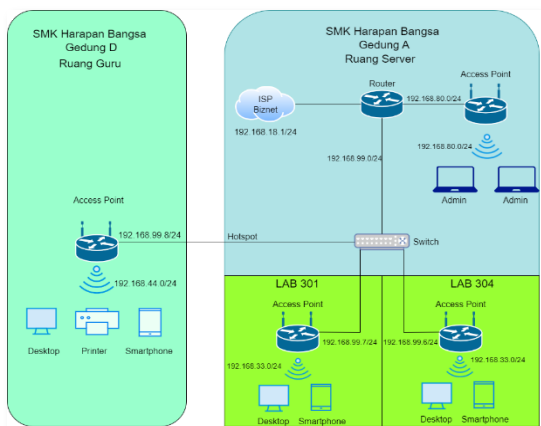 SMK Harapan Bangsa
Gedung D
Ruang Guru
Access Point
192.168.99.8/24
192.168.44.0/24
Desktop
Printer
Smartphone
SMK Harapan Bangsa
Gedung A
Ruang Server
ISP
Biznet
192.168.18.1/24
Router
192.168.80.0/24
Access Point
192.168.80.0/24
Admin
Admin
192.168.99.0/24
Hotspot
Switch
LAB 301
Access Point
192.168.99.7/24
192.168.33.0/24
Desktop
Smartphone
LAB 304
Access Point
192.168.99.6/24
192.168.33.0/24
Desktop
Smartphone